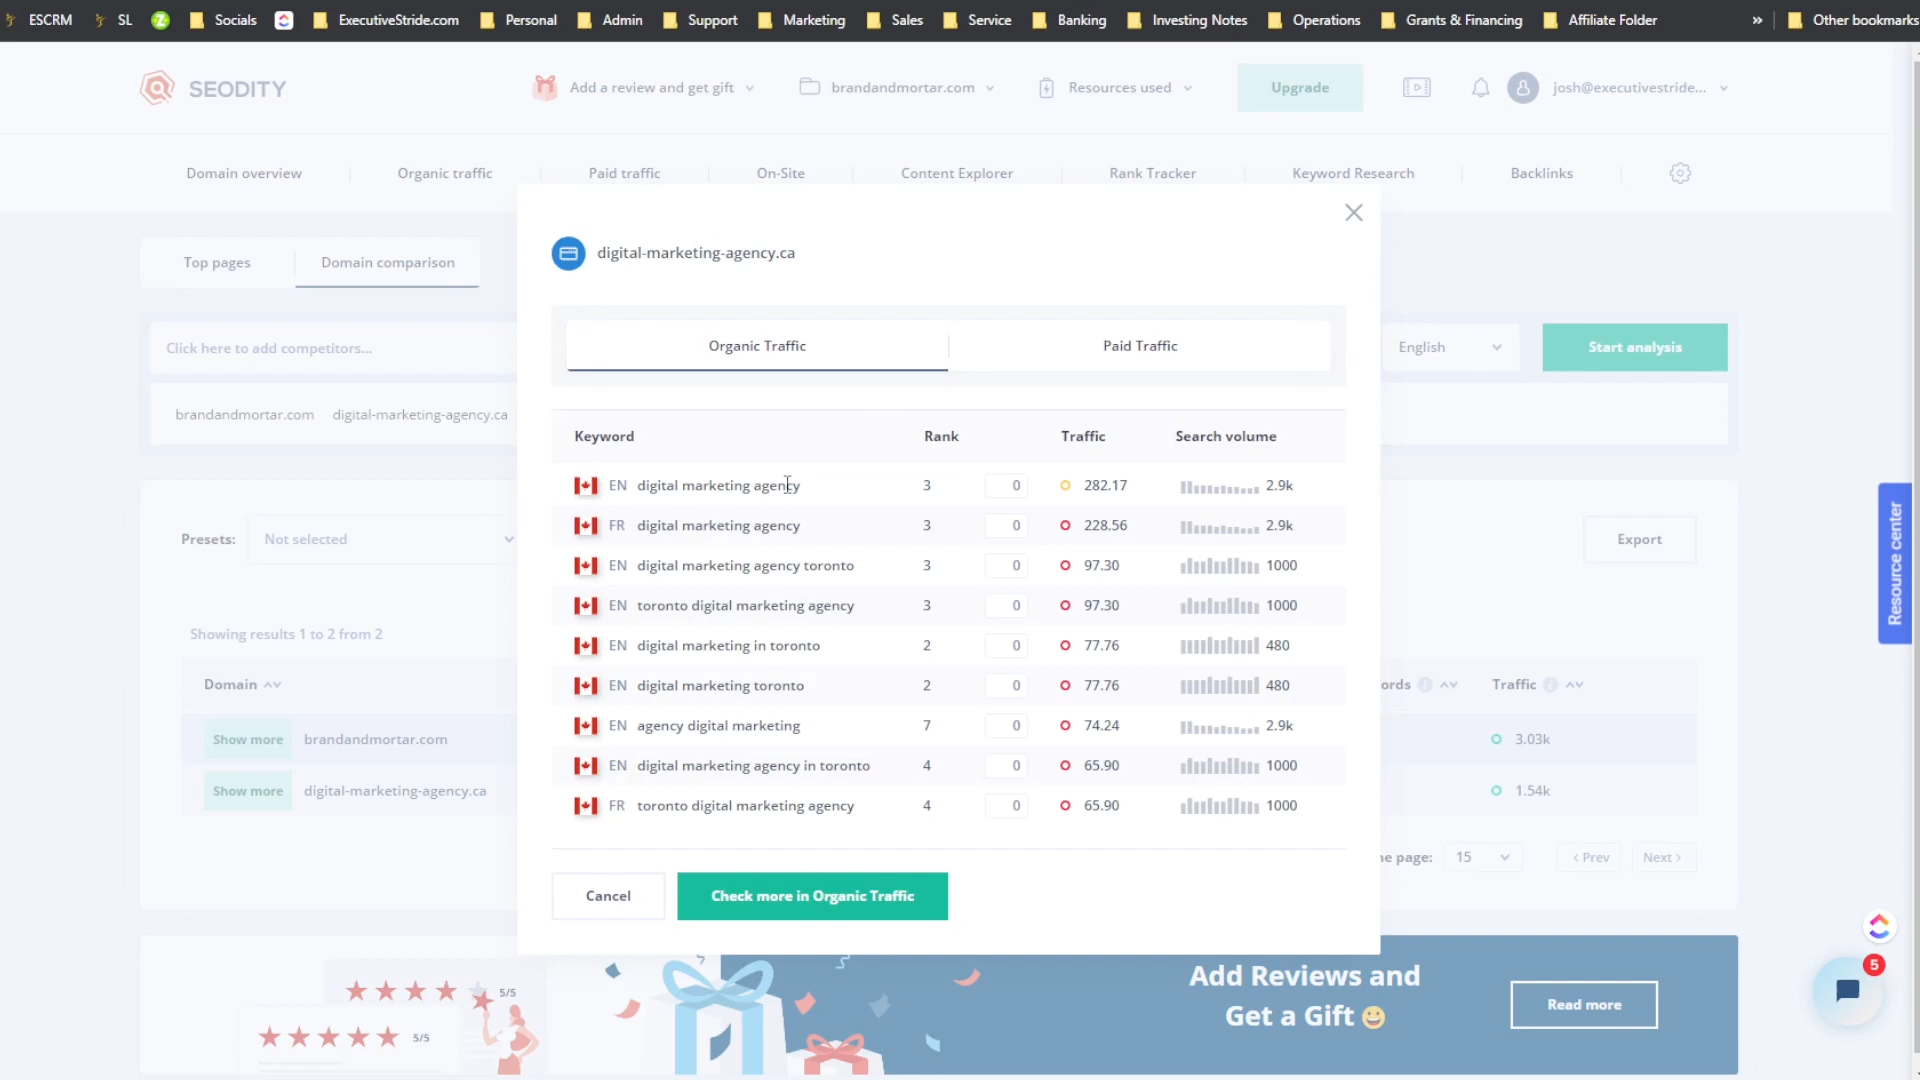 ESCRM SL Socials ExecutiveStride.com Personal Admin Support Marketing Sales Service Banking Investing Notes Operations Grants & Financing Affiliate Folder » Other bookmarks
SEODITY Add a review and get gift brandandmortar.com Resources used Upgrade josh@executivestride...
Domain overview Organic traffic Paid traffic On-Site Content Explorer Rank Tracker Keyword Research Backlinks
Top pages Domain comparison
digital-marketing-agency.ca
Click here to add competitors... Organic Traffic Paid Traffic English Start analysis
brandandmortar.com digital-marketing-agency.ca
Keyword Rank Traffic Search volume
EN digital marketing agency 3 0 282.17 2.9k
FR digital marketing agency 3 0 228.56 2.9k
Presets: Not selected Export
EN digital marketing agency toronto 3 0 97.30 1000
Resource center
EN toronto digital marketing agency 3 0 97.30 1000
Showing results 1 to 2 from 2
EN digital marketing in toronto 2 0 77.76 480
Domain EN digital marketing toronto 2 0 77.76 480 ords Traffic
EN agency digital marketing 7 0 74.24 2.9k
Show more brandandmortar.com 3.03k
EN digital marketing agency in toronto 4 0 65.90 1000
Show more digital-marketing-agency.ca 1.54k
FR toronto digital marketing agency 4 0 65.90 1000
page: 15 < Prev Next >
Cancel Check more in Organic Traffic
5
Add Reviews and
Get a Gift 😀
Read more
5/5
5/5